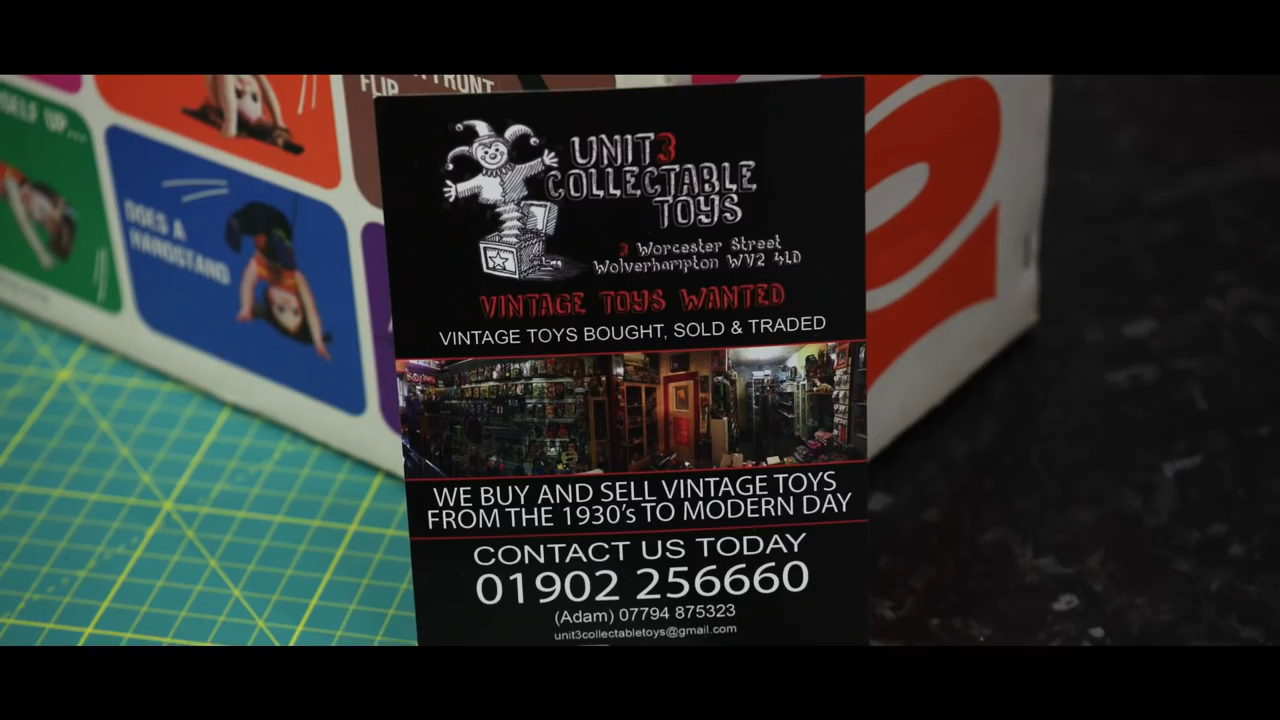 FLIP
FRONT
DOES A
HANDSTAND
UNIT3
COLLECTABLE
TOYS
3 Worcester Street
Wolverhampton WV2 4LD
VINTAGE TOYS WANTED
VINTAGE TOYS BOUGHT, SOLD & TRADED
WE BUY AND SELL VINTAGE TOYS
FROM THE 1930's TO MODERN DAY
CONTACT US TODAY
01902 256660
(Adam) 07794 875323
unit3collectabletoys@gmail.com